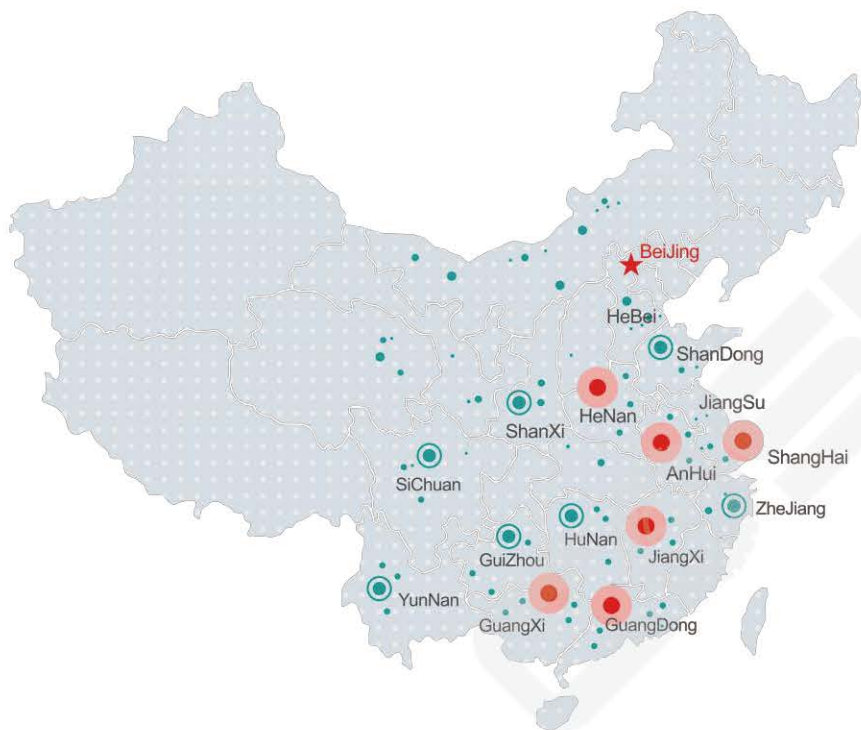 BeiJing
HeBei
ShanDong
JiangSu
HeNan
ShanXi
ShangHai
AnHui
SiChuan
ZheJiang
HuNan
JiangXi
GuiZhou
YunNan
GuangXi
GuangDong